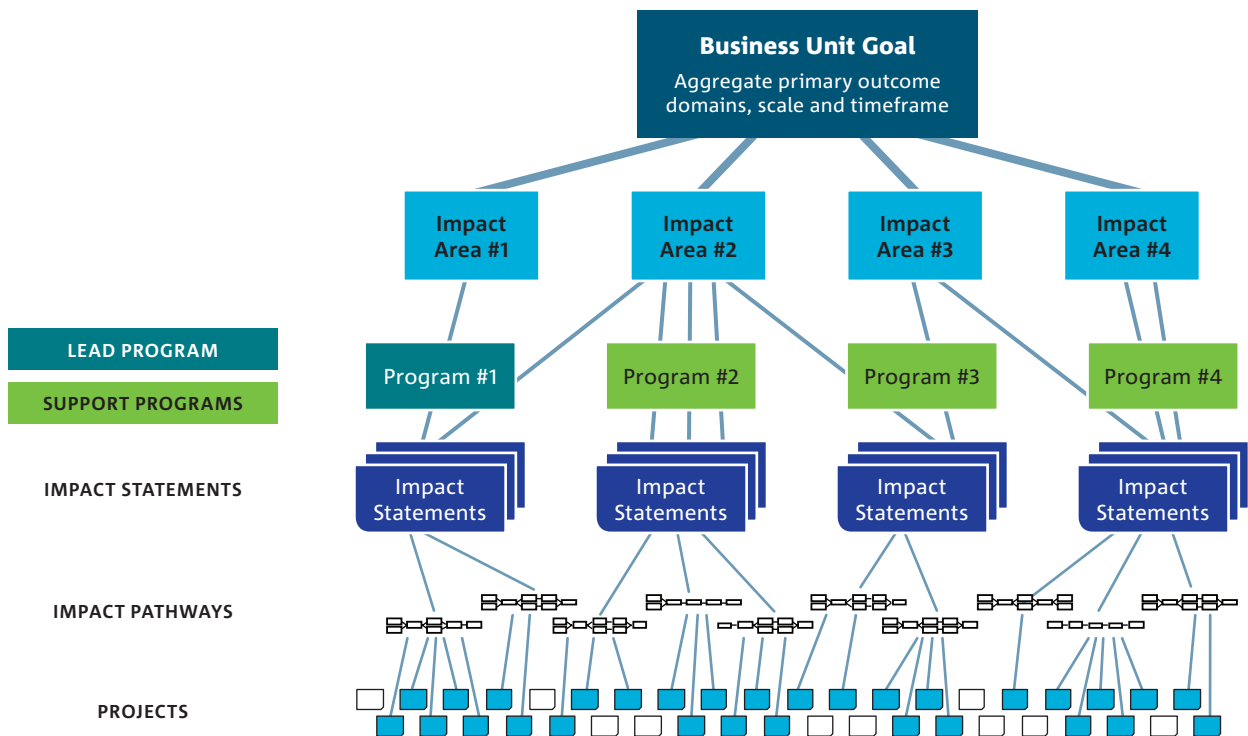 Business Unit Goal
Aggregate primary outcome
domains, scale and timeframe
Impact
Area #1
Impact
Area #2
Impact
Area #3
Impact
Area #4
LEAD PROGRAM
SUPPORT PROGRAMS
Program #1
Program #2
Program #3
Program #4
IMPACT STATEMENTS
Impact
Statements
Impact
Statements
Impact
Statements
Impact
Statements
IMPACT PATHWAYS
PROJECTS